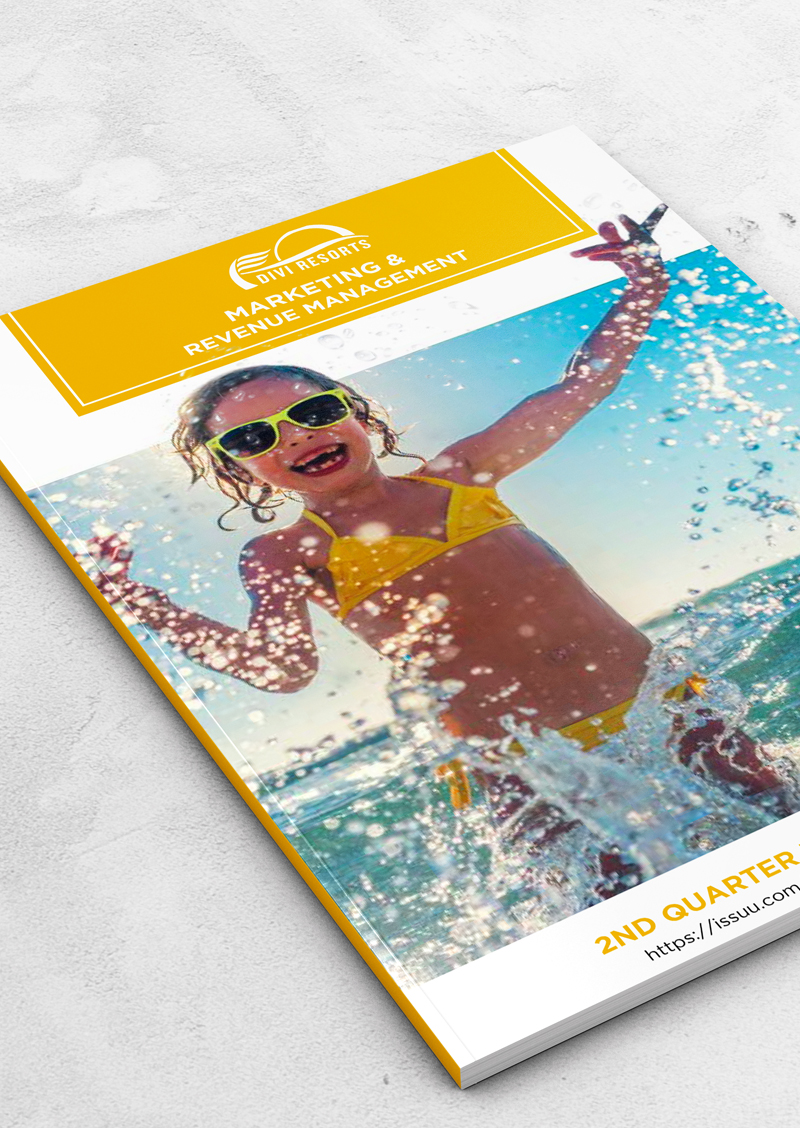 DIVI RESORTS
MARKETING &
REVENUE MANAGEMENT
2ND QUARTER
https://issuu.com